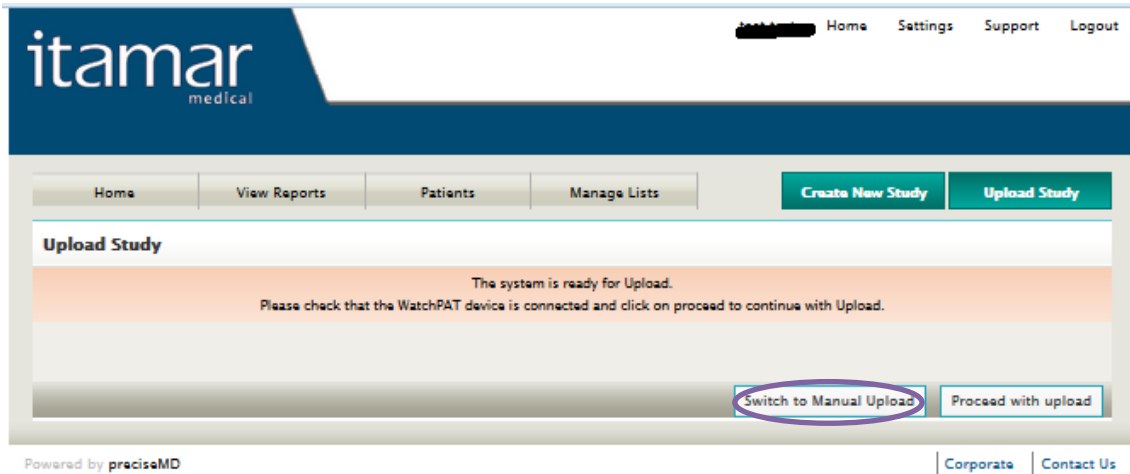 Home Settings Support Logout
itamar
medical
Home View Reports Patients Manage Lists Create New Study Upload Study
Upload Study
The system is ready for Upload.
Please check that the WatchPAT device is connected and click on proceed to continue with Upload.
Switch to Manual Upload Proceed with upload
Powered by preciseMD Corporate Contact Us